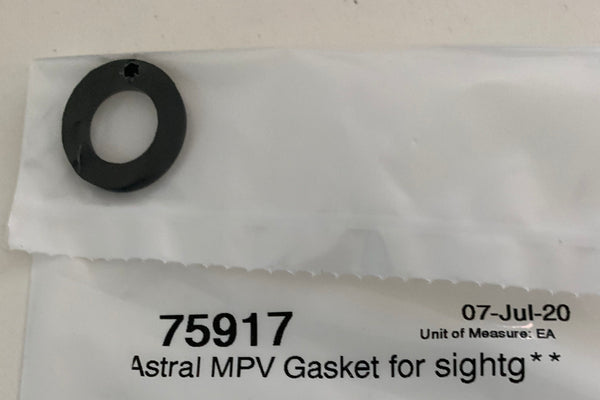 75917
07-Jul-20
Unit of Measure: EA
Astral MPV Gasket for sightg**